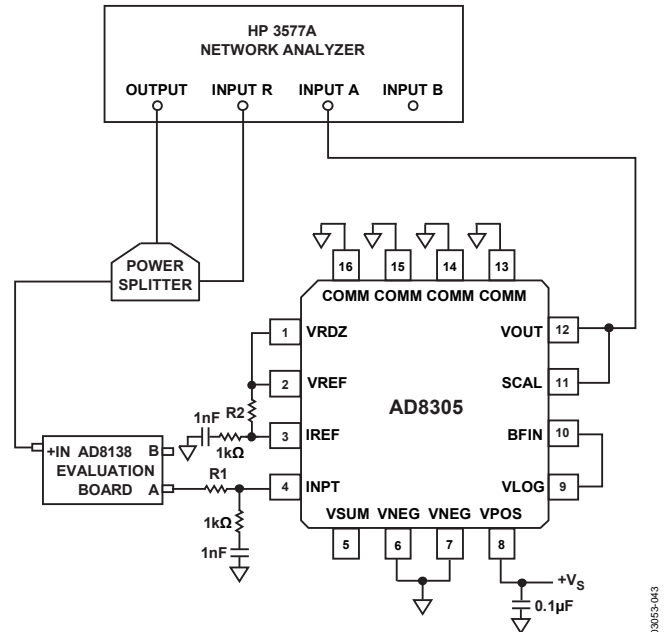 HP 3577A
NETWORK ANALYZER
OUTPUT INPUT R INPUT A INPUT B
POWER
SPLITTER
16 15 14 13
COMM COMM COMM COMM
1 VRDZ
VOUT 12
2 VREF
SCAL 11
AD8305
R2
1nF
1kΩ
3 IREF
BFIN 10
+IN AD8138 B
EVALUATION
BOARD A
R1
4 INPT
VLOG 9
1kΩ
1nF
VSUM VNEG VNEG VPOS
5 6 7 8
+VS
0.1µF
03053-043